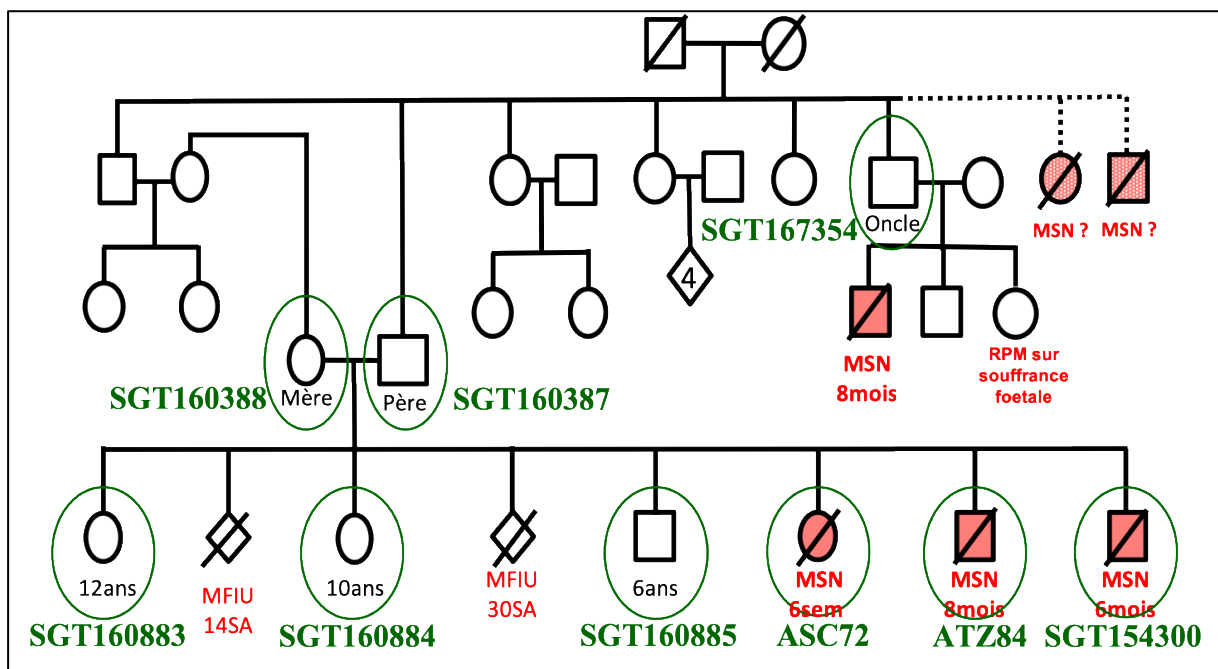 MSN ?
MSN ?
SGT167354
Oncle
4
MSN
8mois
RPM sur
souffrance
foetale
SGT160388
Mère
Père
SGT160387
12ans
MFIU
14SA
10ans
MFIU
30SA
6ans
MSN
6sem
MSN
8mois
MSN
6mois
SGT160883
SGT160884
SGT160885
ASC72
ATZ84
SGT154300